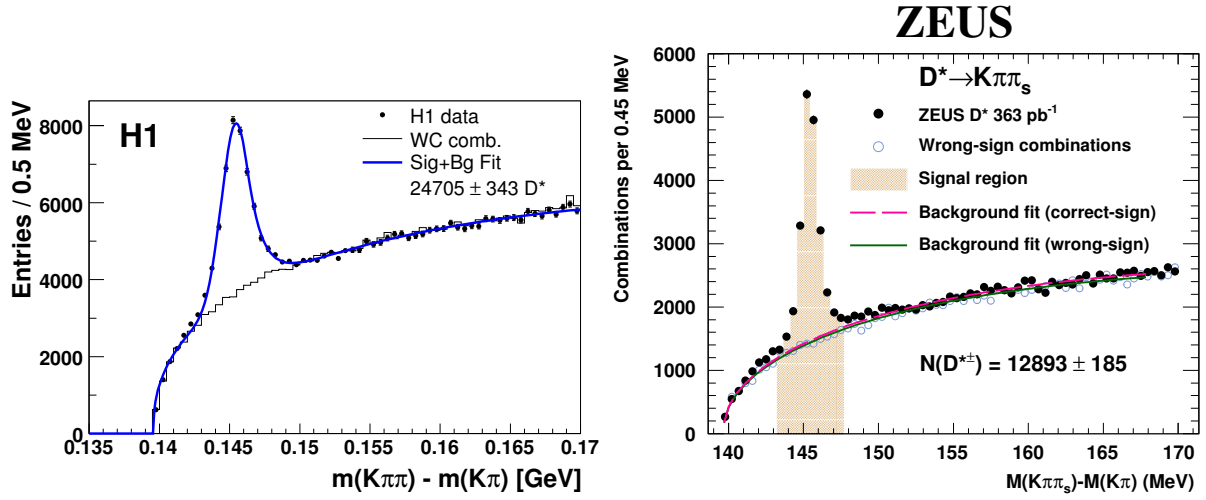 H1
H1 data
WC comb.
Sig+Bg Fit
24705 ± 343 D*
Entries / 0.5 MeV
8000
6000
4000
2000
0
0.135 0.14 0.145 0.15 0.155 0.16 0.165 0.17
m(Kππ) - m(Kπ) [GeV]
ZEUS
D* → Kππs
ZEUS D* 363 pb⁻¹
Wrong-sign combinations
Signal region
Background fit (correct-sign)
Background fit (wrong-sign)
N(D*±) = 12893 ± 185
Combinations per 0.45 MeV
6000
5000
4000
3000
2000
1000
0
140 145 150 155 160 165 170
M(Kππs)-M(Kπ) (MeV)